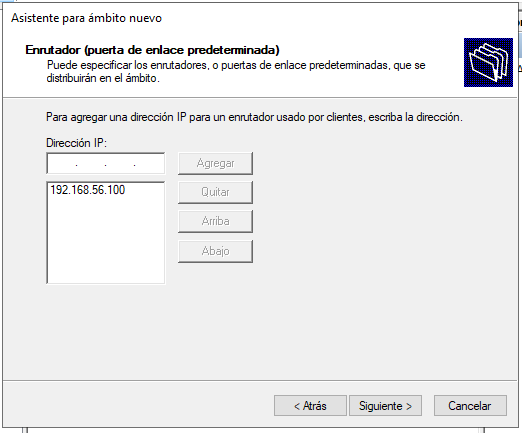 Asistente para ámbito nuevo
Enrutador (puerta de enlace predeterminada)
Puede especificar los enrutadores, o puertas de enlace predeterminadas, que se
distribuirán en el ámbito.
Para agregar una dirección IP para un enrutador usado por clientes, escriba la dirección.
Dirección IP:
. . .
Agregar
192.168.56.100
Quitar
Arriba
Abajo
< Atrás
Siguiente >
Cancelar